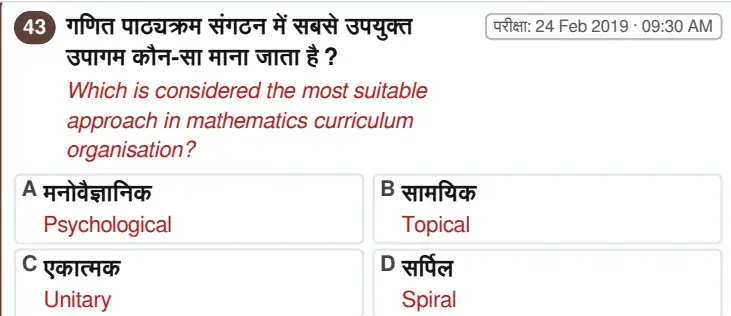 43 गणित पाठ्यक्रम संगठन में सबसे उपयुक्त
परीक्षा: 24 Feb 2019 · 09:30 AM
उपागम कौन-सा माना जाता है ?
Which is considered the most suitable
approach in mathematics curriculum
organisation?
A मनोवैज्ञानिक
Psychological
B सामयिक
Topical
C एकात्मक
Unitary
D सर्पिल
Spiral